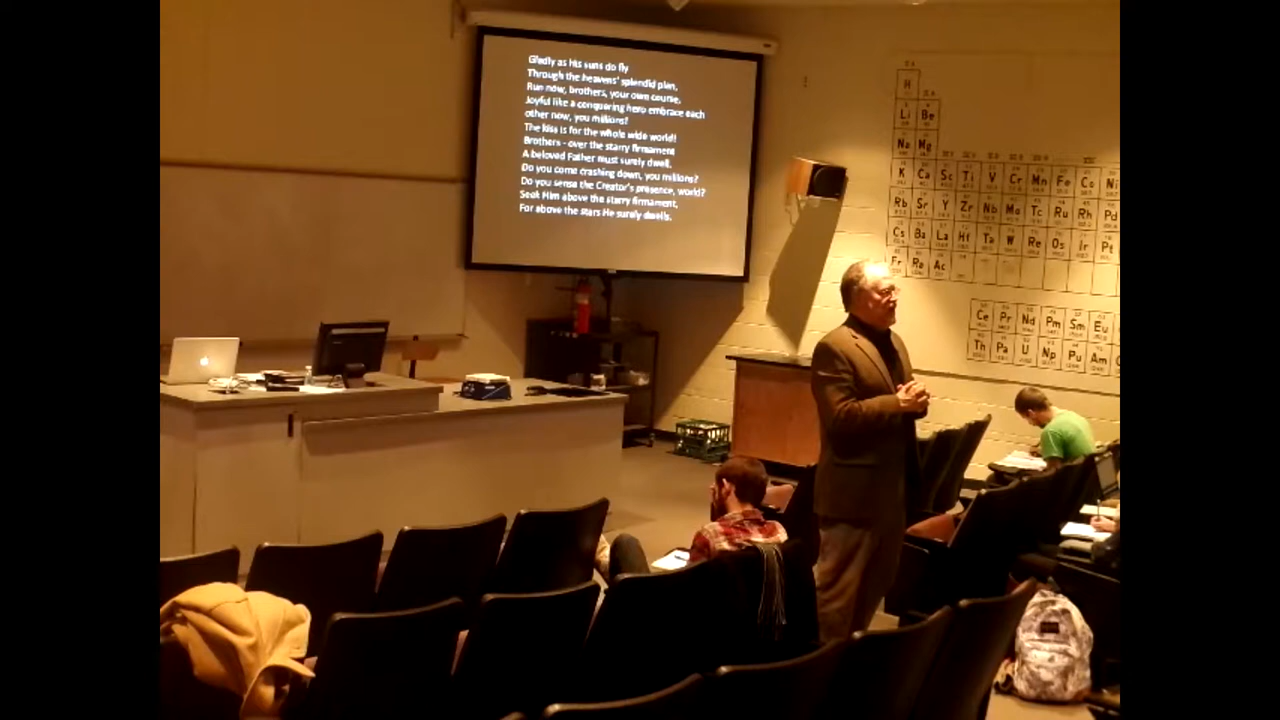 Gladly as His suns do fly
Through the heavens' splendid plan,
Run now, brothers, your own course,
Joyful like a conquering hero embrace each
other now, you millions?
The kiss is for the whole wide world!
Brothers - over the starry firmament
A beloved Father must surely dwell.
Do you come crashing down, you millions?
Do you sense the Creator's presence, world?
Seek Him above the starry firmament,
For above the stars He surely dwells.
H
Li Be
Na Mg
K Ca Sc Ti V Cr Mn Fe Co Ni
Rb Sr Y Zr Nb Mo Tc Ru Rh Pd
Cs Ba La Hf Ta W Re Os Ir Pt
Fr Ra Ac
Ce Pr Nd Pm Sm Eu
Th Pa U Np Pu Am